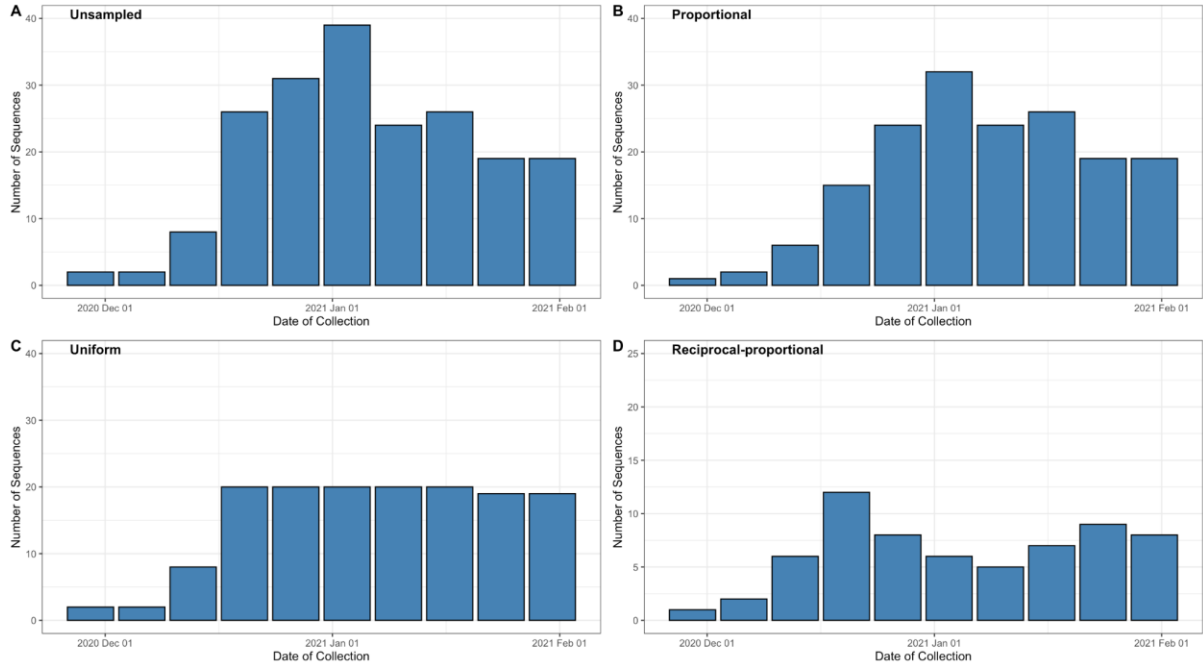 A
Unsampled
Number of Sequences
40
30
20
10
0
2020 Dec 01
2021 Jan 01
2021 Feb 01
Date of Collection
B
Proportional
Number of Sequences
40
30
20
10
0
2020 Dec 01
2021 Jan 01
2021 Feb 01
Date of Collection
C
Uniform
Number of Sequences
40
30
20
10
0
2020 Dec 01
2021 Jan 01
2021 Feb 01
Date of Collection
D
Reciprocal-proportional
Number of Sequences
25
20
15
10
5
0
2020 Dec 01
2021 Jan 01
2021 Feb 01
Date of Collection